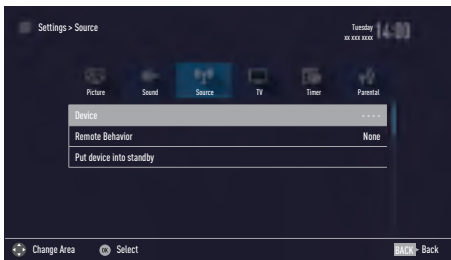 Settings > Source
Tuesday 14:00
xx xxx xxxx
Picture Sound Source TV Timer Parental
Device - - - -
Remote Behavior None
Put device into standby
Change Area OK Select BACK Back